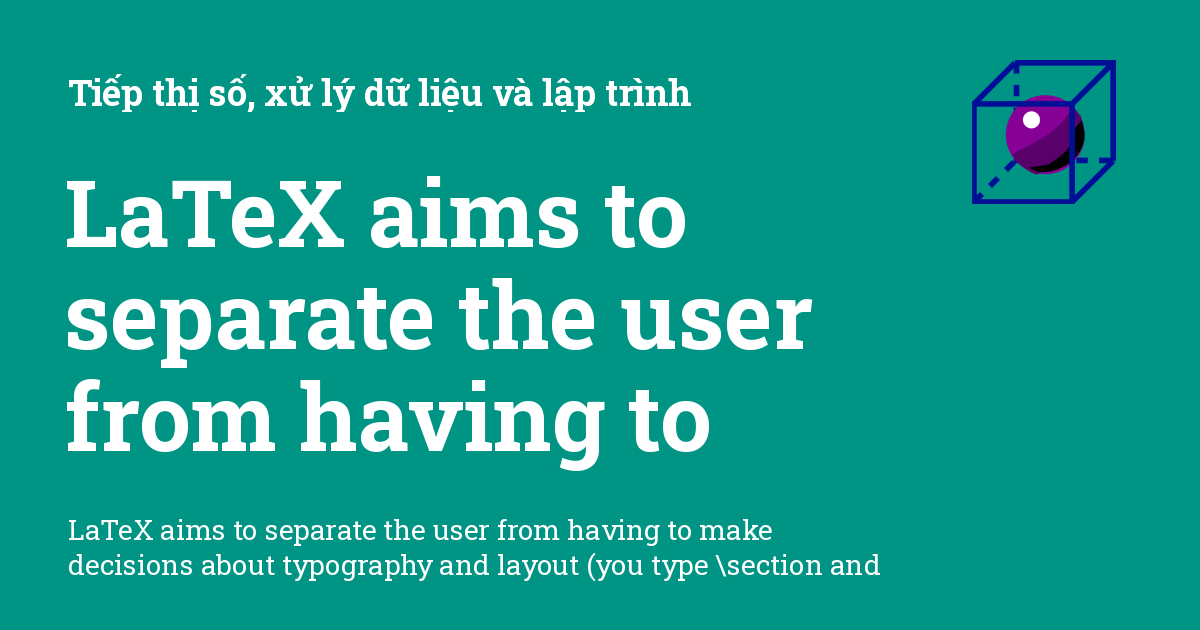 Tiếp thị số, xử lý dữ liệu và lập trình
LaTeX aims to
separate the user
from having to
LaTeX aims to separate the user from having to make
decisions about typography and layout (you type \section and